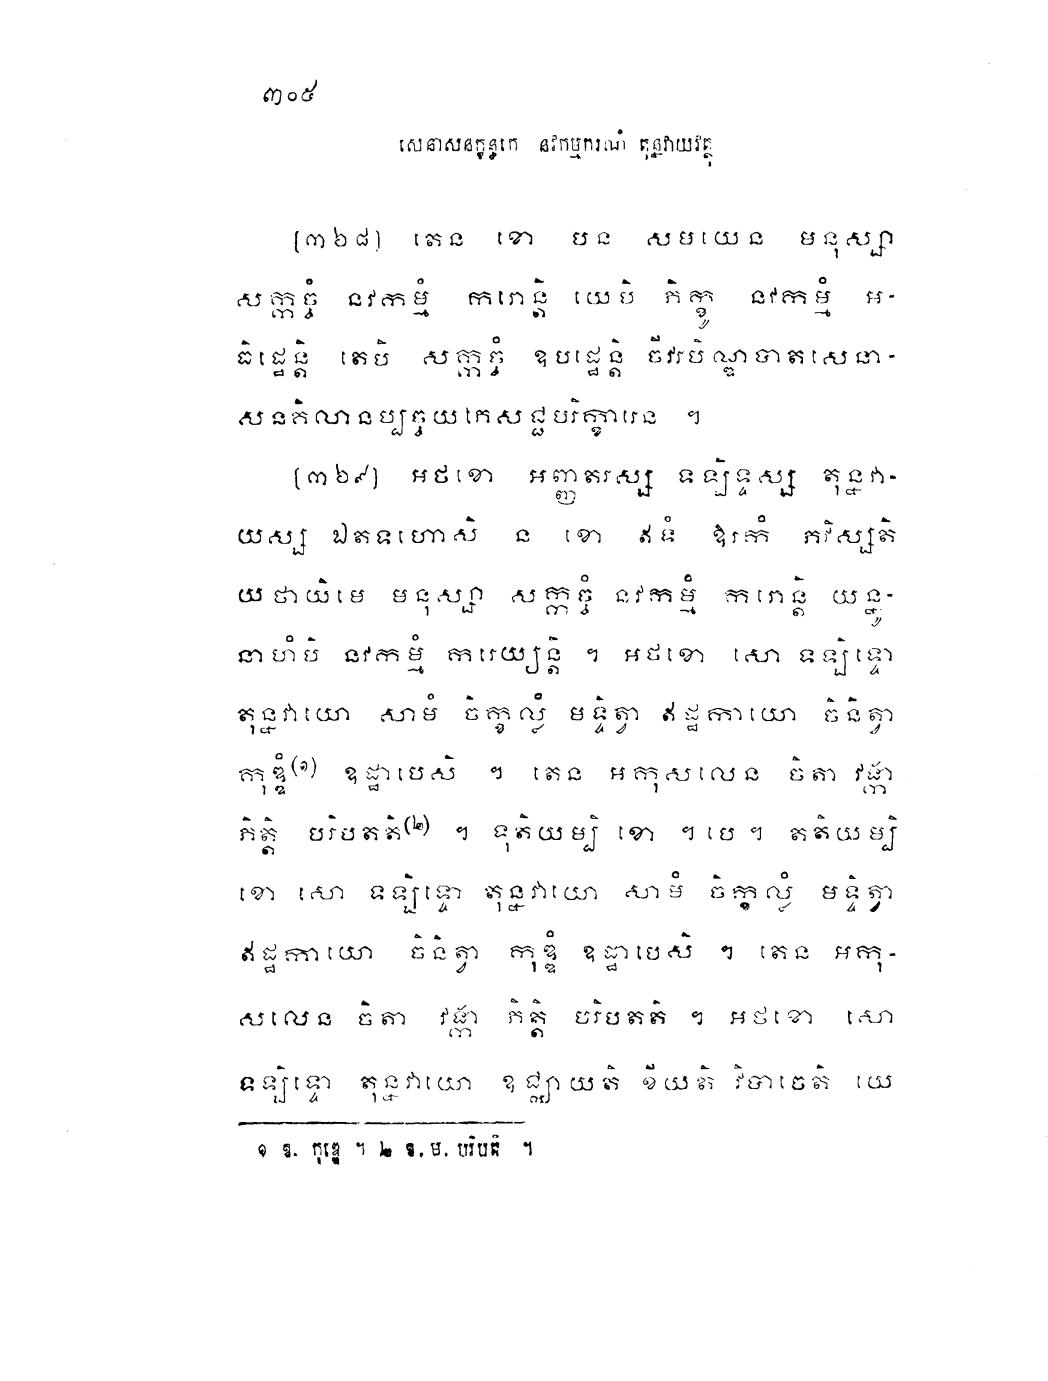 ៣០៥
សេនាសនក្ខន្ធកេ នវកម្មករណំ តុន្នវាយវត្ថុ
[៣៦៨] តេន ខោ បន សមយេន មនុស្សា
សក្កច្ចំ នវកម្មំ ករោន្តិ យេបិ ភិក្ខូ នវកម្មំ អ-
ធិដ្ឋេន្តិ តេបិ សក្កច្ចំ ឧបដ្ឋេន្តិ ចីវរបិណ្ឌបាតសេនា-
សនគិលានប្បច្ចយភេសជ្ជបរិក្ខារេន ។
[៣៦៩] អថខោ អញ្ញតរស្ស ទឡិទ្ទស្ស តុន្នវា-
យស្ស ឯតទហោសិ ន ខោ ឥទំ ឱរកំ ភវិស្សតិ
យថាយិមេ មនុស្សា សក្កច្ចំ នវកម្មំ ករោន្តិ យន្នូ-
នាហំបិ នវកម្មំ ករេយ្យន្តិ ។ អថខោ សោ ទឡិទ្ទោ
តុន្នវាយោ សាមំ ចិក្ខល្លំ មទ្ទិត្វា ឥដ្ឋកាយោ ចិនិត្វា
កុឌ្ឌំ(១) ឧដ្ឋាបេសិ ។ តេន អកុសលេន ចិតា វង្កា
ភិត្តិ បរិបតតិ(២) ។ ទុតិយម្បិ ខោ ។ បេ ។ តតិយម្បិ
ខោ សោ ទឡិទ្ទោ តុន្នវាយោ សាមំ ចិក្ខល្លំ មទ្ទិត្វា
ឥដ្ឋកាយោ ចិនិត្វា កុឌ្ឌំ ឧដ្ឋាបេសិ ។ តេន អកុ-
សលេន ចិតា វង្កា ភិត្តិ បរិបតតិ ។ អថខោ សោ
ទឡិទ្ទោ តុន្នវាយោ ឧជ្ឈាយតិ ខីយតិ វិបាចេតិ យេ
១ ឱ. កុឌ្ឌេ ។ ២ ឱ. ម. បរិបតិ ។